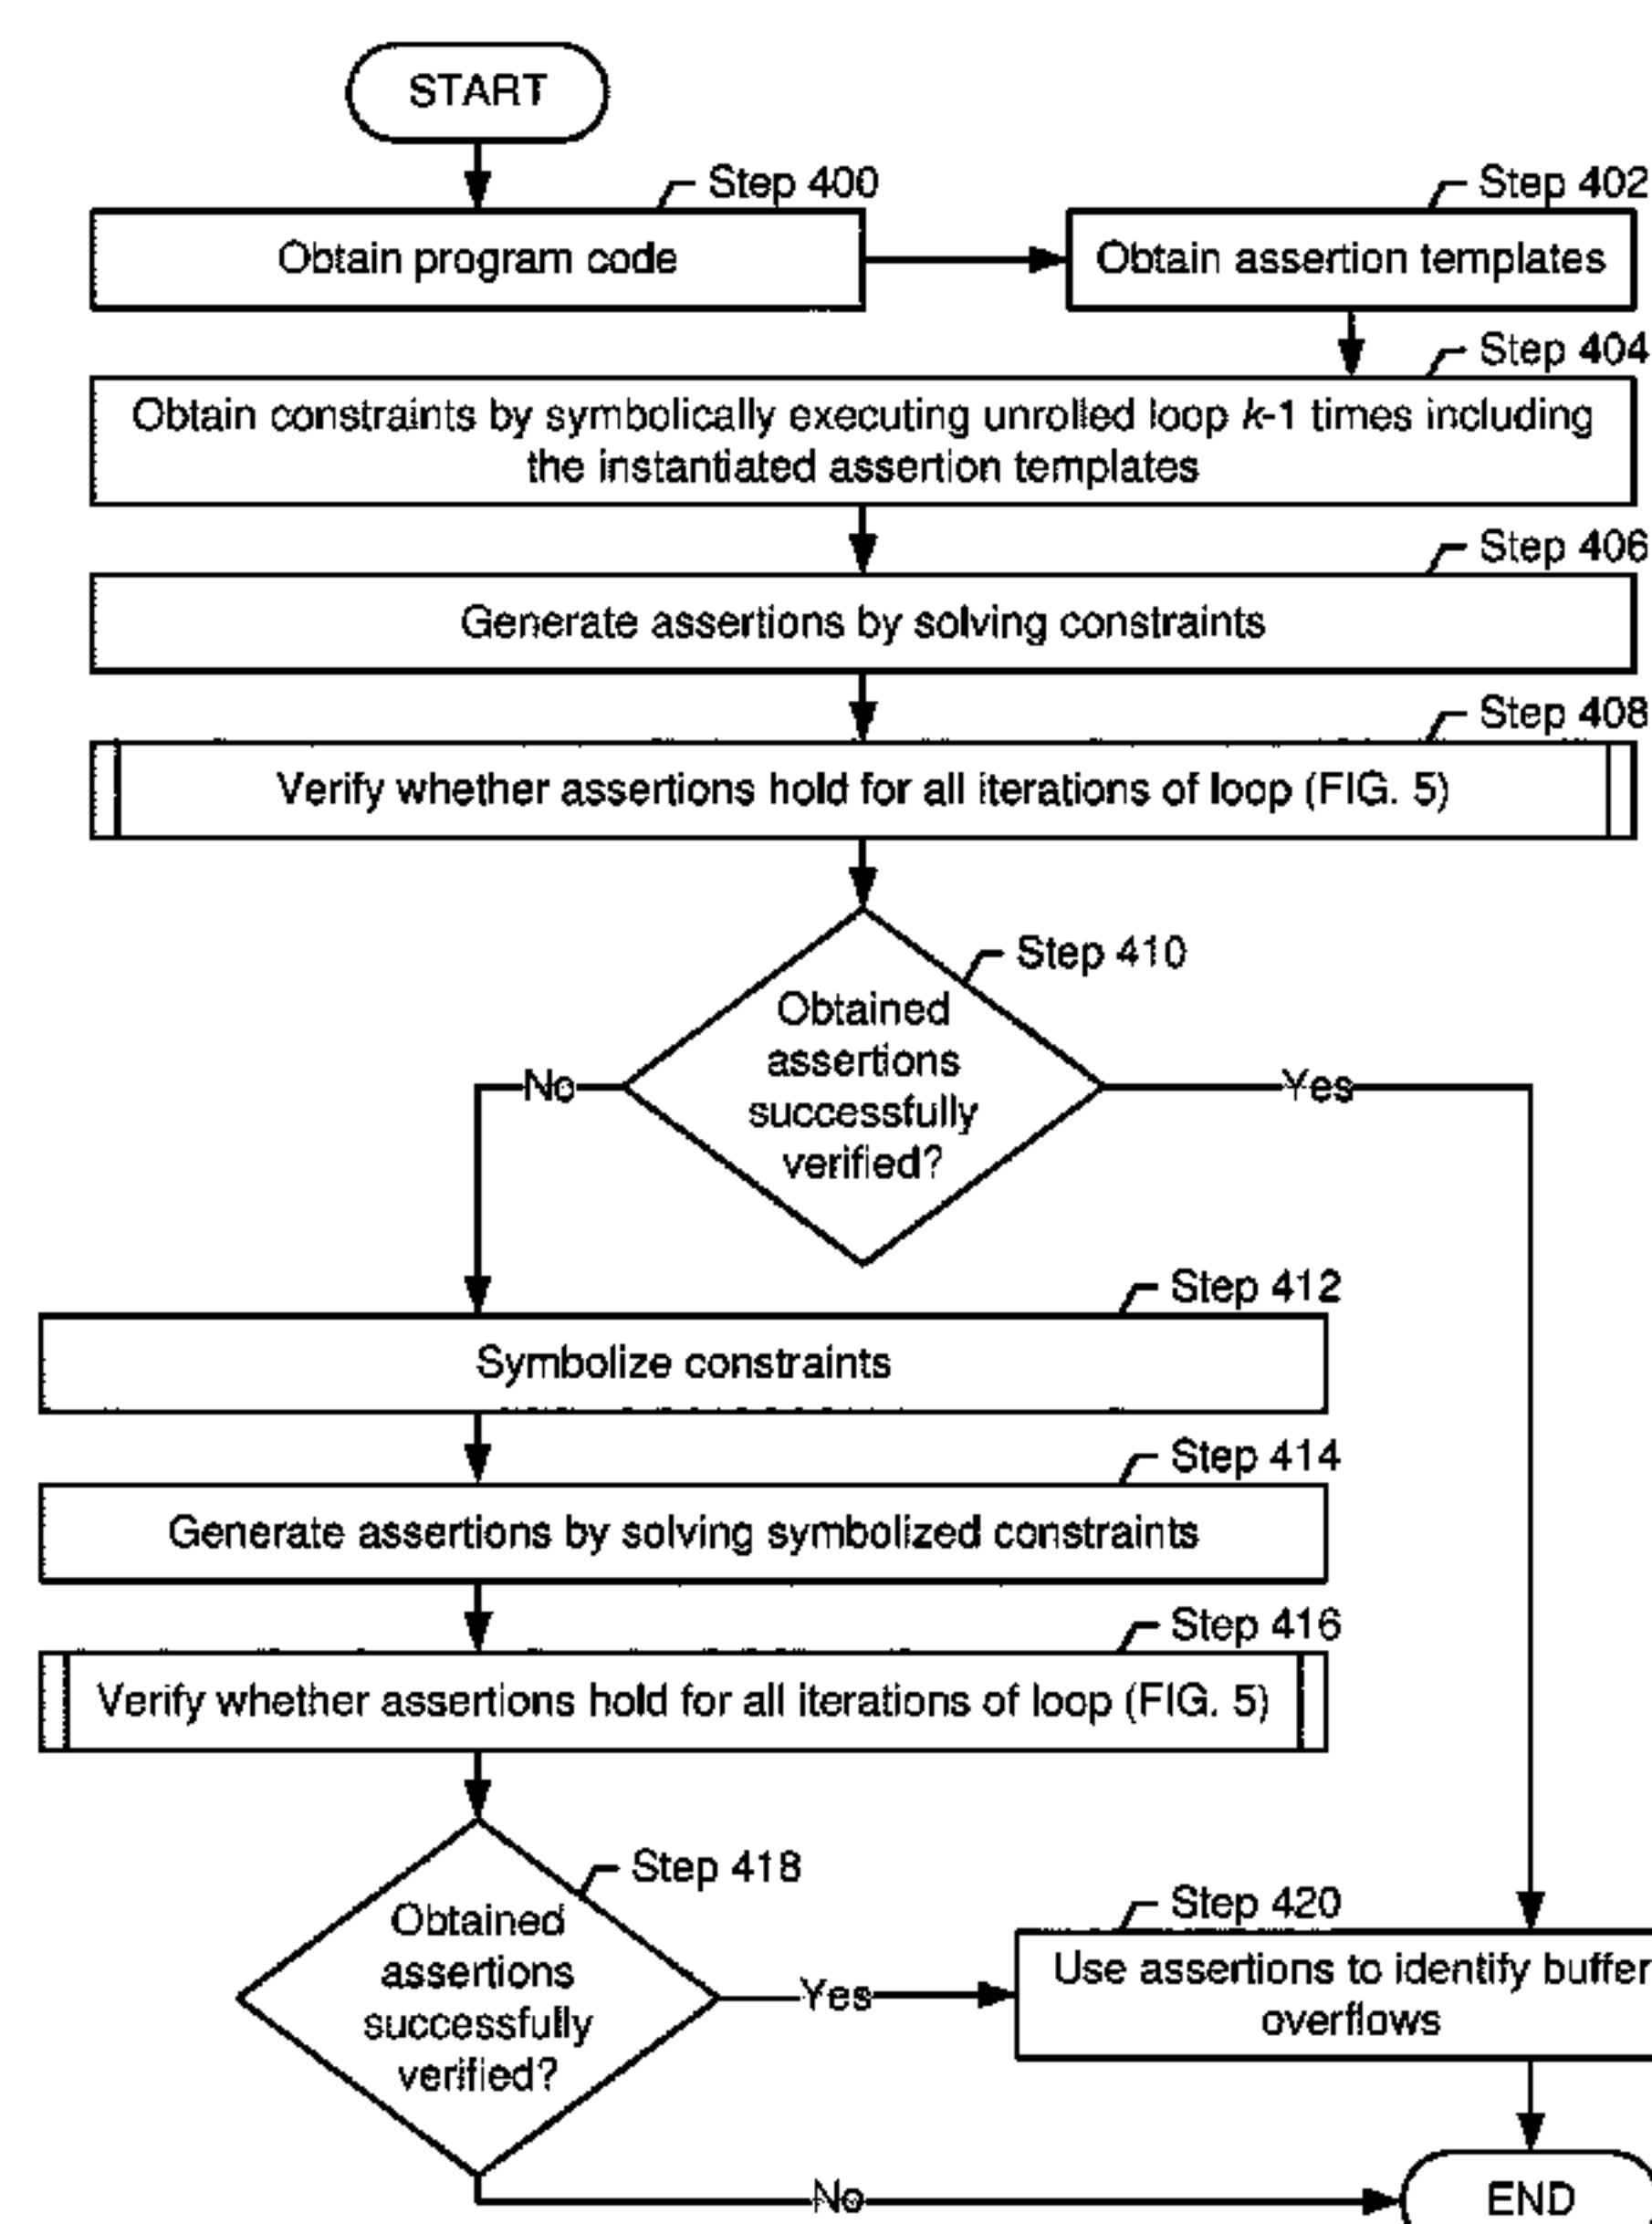 START
Step 400
Obtain program code
Step 402
Obtain assertion templates
Step 404
Obtain constraints by symbolically executing unrolled loop k-1 times including
the instantiated assertion templates
Step 406
Generate assertions by solving constraints
Step 408
Verify whether assertions hold for all iterations of loop (FIG. 5)
Step 410
Obtained
assertions
successfully
verified?
No
Yes
Step 412
Symbolize constraints
Step 414
Generate assertions by solving symbolized constraints
Step 416
Verify whether assertions hold for all iterations of loop (FIG. 5)
Step 418
Obtained
assertions
successfully
verified?
Yes
Step 420
Use assertions to identify buffer
overflows
No
END